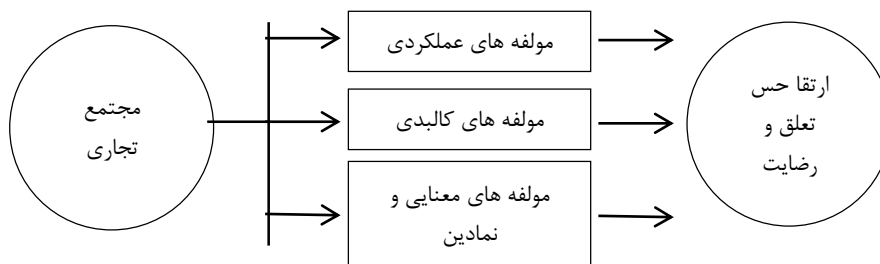 مجتمع
تجاری
مولفه های عملکردی
مولفه های کالبدی
مولفه های معنایی و
نمادین
ارتقا حس
تعلق و
رضایت